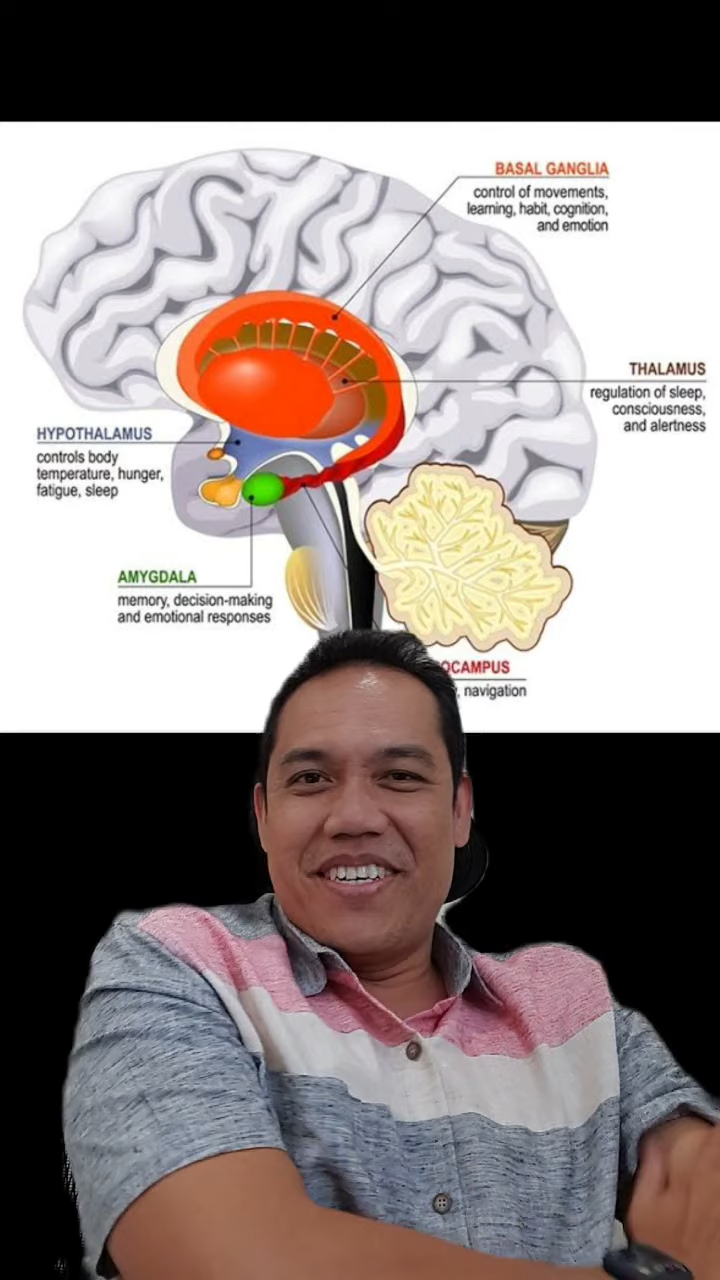 BASAL GANGLIA
control of movements,
learning, habit, cognition,
and emotion
THALAMUS
regulation of sleep,
consciousness,
and alertness
HYPOTHALAMUS
controls body
temperature, hunger,
fatigue, sleep
AMYGDALA
memory, decision-making
and emotional responses
OCAMPUS
, navigation